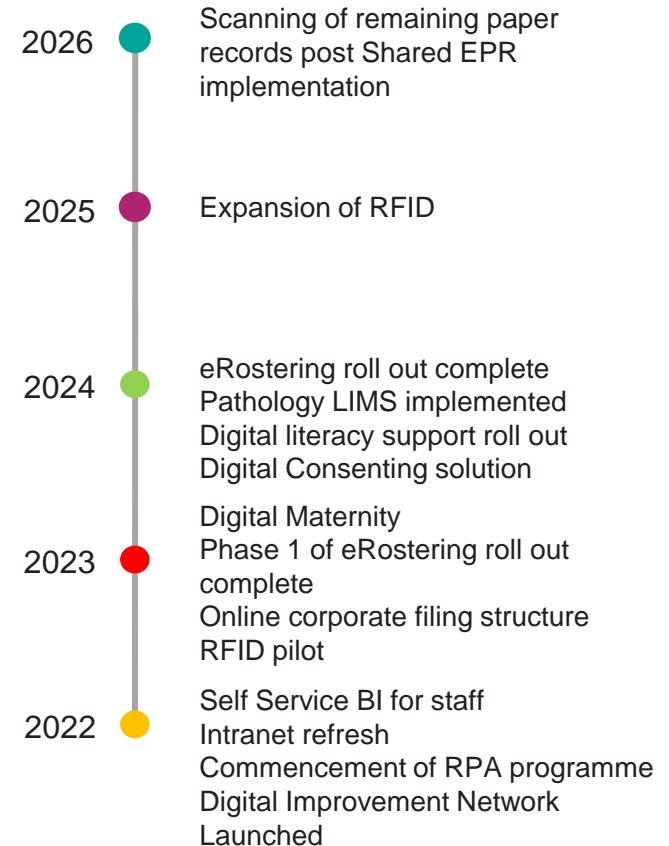 2026
Scanning of remaining paper
records post Shared EPR
implementation
2025
Expansion of RFID
2024
eRostering roll out complete
Pathology LIMS implemented
Digital literacy support roll out
Digital Consenting solution
2023
Digital Maternity
Phase 1 of eRostering roll out
complete
Online corporate filing structure
RFID pilot
2022
Self Service BI for staff
Intranet refresh
Commencement of RPA programme
Digital Improvement Network
Launched